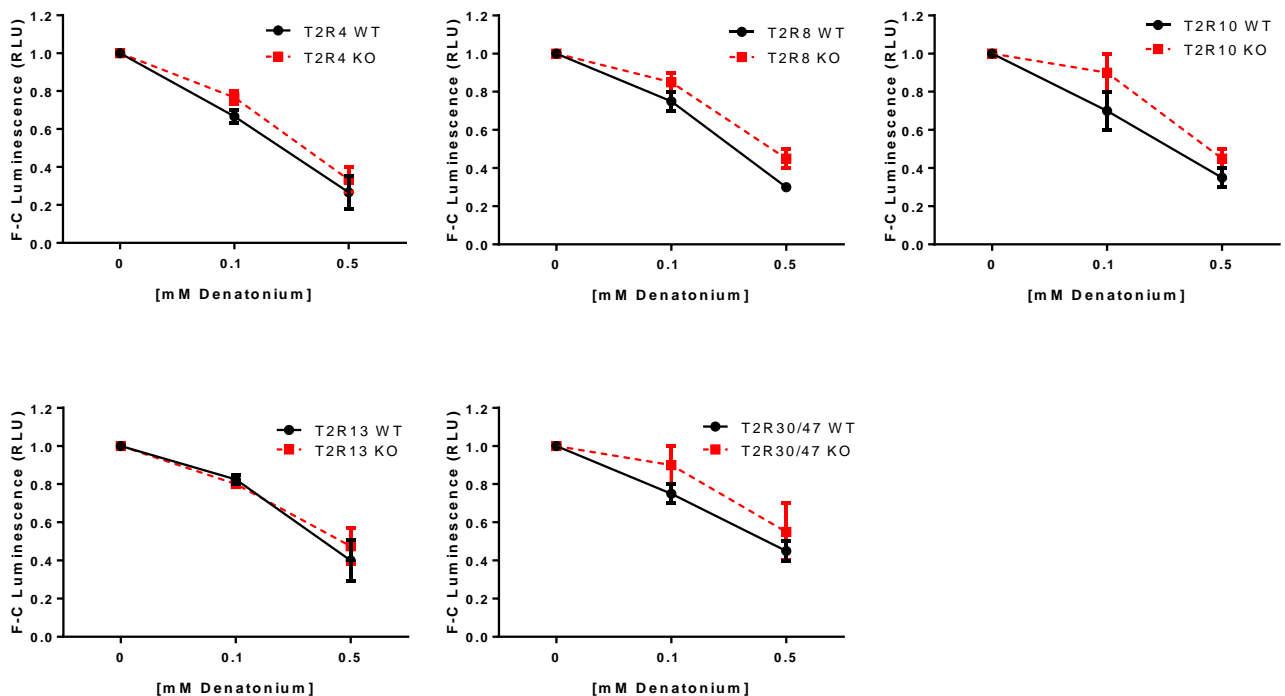 T2R4 WT
T2R4 KO
F-C Luminescence (RLU)
1.2
1.0
0.8
0.6
0.4
0.2
0.0
0
0.1
0.5
[mM Denatonium]
T2R8 WT
T2R8 KO
F-C Luminescence (RLU)
1.2
1.0
0.8
0.6
0.4
0.2
0.0
0
0.1
0.5
[mM Denatonium]
T2R10 WT
T2R10 KO
F-C Luminescence (RLU)
1.2
1.0
0.8
0.6
0.4
0.2
0.0
0
0.1
0.5
[mM Denatonium]
T2R13 WT
T2R13 KO
F-C Luminescence (RLU)
1.2
1.0
0.8
0.6
0.4
0.2
0.0
0
0.1
0.5
[mM Denatonium]
T2R30/47 WT
T2R30/47 KO
F-C Luminescence (RLU)
1.2
1.0
0.8
0.6
0.4
0.2
0.0
0
0.1
0.5
[mM Denatonium]